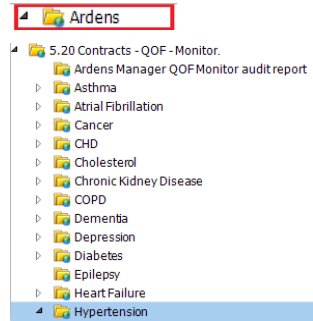 Ardens
5.20 Contracts - QOF - Monitor.
Ardens Manager QOF Monitor audit report
Asthma
Atrial Fibrillation
Cancer
CHD
Cholesterol
Chronic Kidney Disease
COPD
Dementia
Depression
Diabetes
Epilepsy
Heart Failure
Hypertension